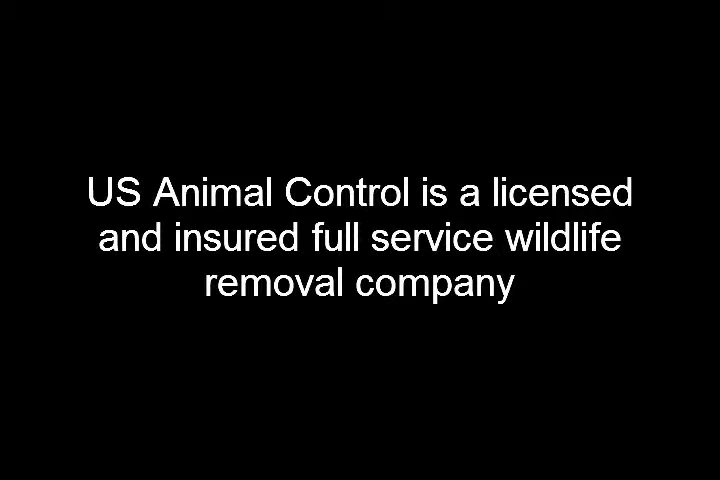 US Animal Control is a licensed
and insured full service wildlife
removal company